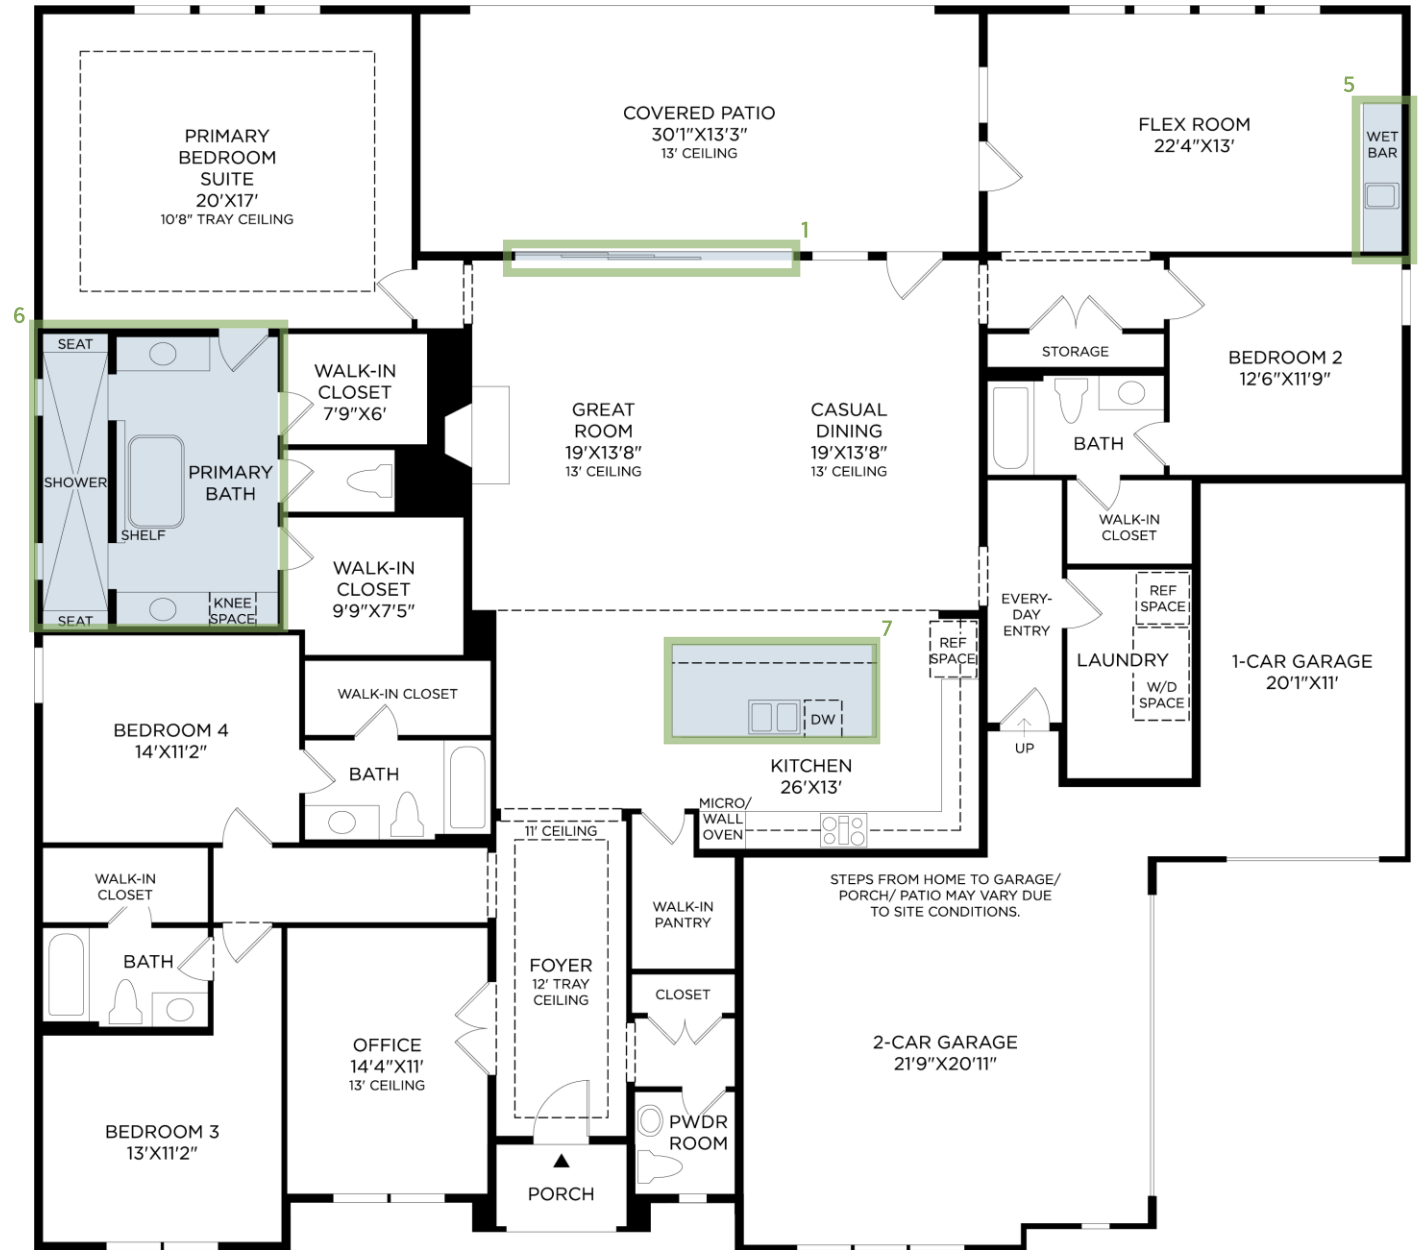 PRIMARY
BEDROOM
SUITE
20'X17'
10'8" TRAY CEILING
COVERED PATIO
30'1"X13'3"
13' CEILING
FLEX ROOM
22'4"X13'
5
WET
BAR
1
6
SEAT
SHOWER
SEAT
PRIMARY
BATH
SHELF
KNEE
SPACE
WALK-IN
CLOSET
7'9"X6'
WALK-IN
CLOSET
9'9"X7'5"
GREAT
ROOM
19'X13'8"
13' CEILING
CASUAL
DINING
19'X13'8"
13' CEILING
STORAGE
BEDROOM 2
12'6"X11'9"
BATH
WALK-IN
CLOSET
EVERY-
DAY
ENTRY
REF
SPACE
LAUNDRY
W/D
SPACE
UP
1-CAR GARAGE
20'1"X11'
7
REF
SPACE
DW
KITCHEN
26'X13'
MICRO/
WALL
OVEN
BEDROOM 4
14'X11'2"
WALK-IN CLOSET
BATH
11' CEILING
WALK-IN
CLOSET
BATH
WALK-IN
PANTRY
STEPS FROM HOME TO GARAGE/
PORCH/ PATIO MAY VARY DUE
TO SITE CONDITIONS.
FOYER
12' TRAY
CEILING
CLOSET
OFFICE
14'4"X11'
13' CEILING
2-CAR GARAGE
21'9"X20'11"
BEDROOM 3
13'X11'2"
PWDR
ROOM
PORCH